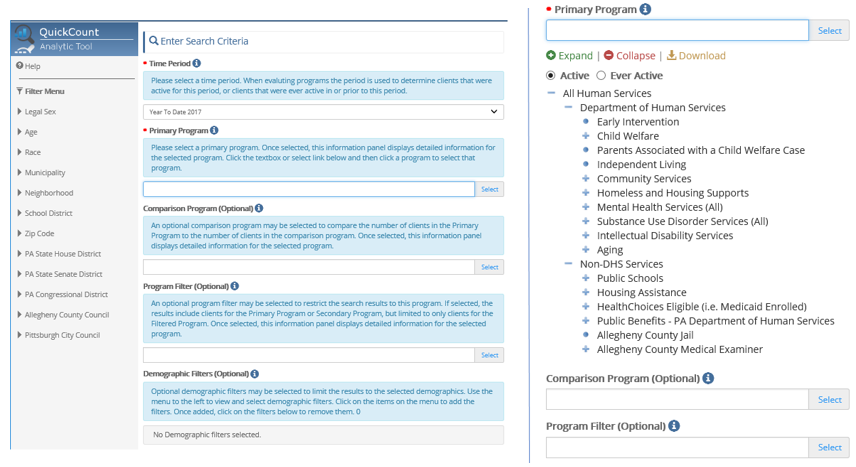 QuickCount
Analytic Tool
Help
Filter Menu
Legal Sex
Age
Race
Municipality
Neighborhood
School District
Zip Code
PA State House District
PA State Senate District
PA Congressional District
Allegheny County Council
Pittsburgh City Council
Enter Search Criteria
• Time Period
Please select a time period. When evaluting programs the period is used to determine clients that were
active for this period, or clients that were ever active in or prior to this period.
Year To Date 2017
• Primary Program
Please select a primary program. Once selected, this information panel displays detailed information for
the selected program. Click the textbox or select link below and then click a program to select that
program.
Select
Comparison Program (Optional)
An optional comparison program may be selected to compare the number of clients in the Primary
Program to the number of clients in the comparison program. Once selected, this information panel
displays detailed information for the selected program.
Select
Program Filter (Optional)
An optional program filter may be selected to restrict the search results to this program. If selected, the
results include clients for the Primary Program or Secondary Program, but limited to only clients for the
Filtered Program. Once selected, this information panel displays detailed information for the selected
program.
Select
Demographic Filters (Optional)
Optional demographic filters may be selected to limit the results to the selected demographics. Use the
menu to the left to view and select demographic filters. Click on the items on the menu to add the
filters. Once added, click on the filters below to remove them. 0
No Demographic filters selected.
• Primary Program
Select
Expand | Collapse | Download
Active Ever Active
All Human Services
Department of Human Services
Early Intervention
Child Welfare
Parents Associated with a Child Welfare Case
Independent Living
Community Services
Homeless and Housing Supports
Mental Health Services (All)
Substance Use Disorder Services (All)
Intellectual Disability Services
Aging
Non-DHS Services
Public Schools
Housing Assistance
HealthChoices Eligible (i.e. Medicaid Enrolled)
Public Benefits - PA Department of Human Services
Allegheny County Jail
Allegheny County Medical Examiner
Comparison Program (Optional)
Select
Program Filter (Optional)
Select